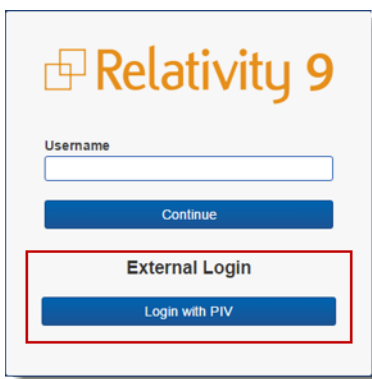 Relativity 9
Username
Continue
External Login
Login with PIV